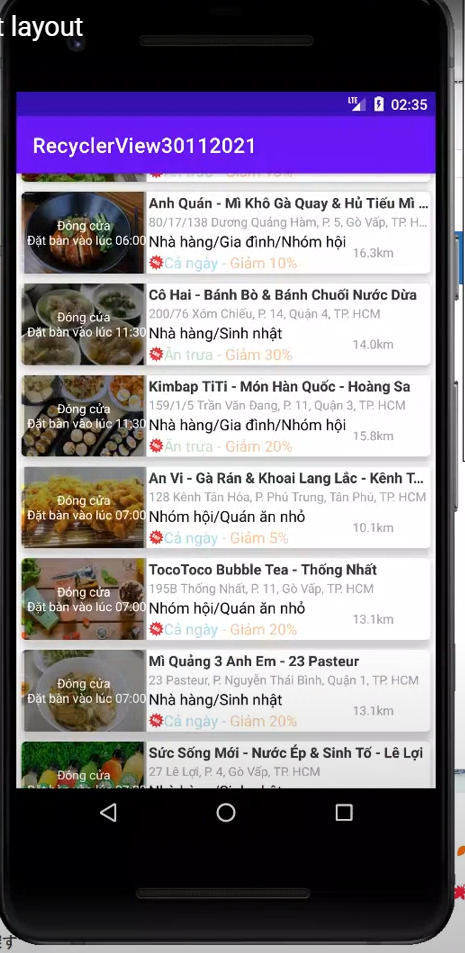 t layout
LTE 02:35
RecyclerView30112021
Anh Quán - Mì Khô Gà Quay & Hủ Tiếu Mì ...
80/17/138 Dương Quảng Hàm, P. 5, Gò Vấp, TP. H...
Đóng cửa
Đặt bàn vào lúc 06:00
Nhà hàng/Gia đình/Nhóm hội
16.3km
Cả ngày - Giảm 10%
Cô Hai - Bánh Bò & Bánh Chuối Nước Dừa
200/76 Xóm Chiếu, P. 14, Quận 4, TP. HCM
Đóng cửa
Đặt bàn vào lúc 11:30
Nhà hàng/Sinh nhật
14.0km
Ăn trưa - Giảm 30%
Kimbap TiTi - Món Hàn Quốc - Hoàng Sa
159/1/5 Trần Văn Đang, P. 11, Quận 3, TP. HCM
Đóng cửa
Đặt bàn vào lúc 11:30
Nhà hàng/Gia đình/Nhóm hội
15.8km
Ăn trưa - Giảm 20%
An Vi - Gà Rán & Khoai Lang Lắc - Kênh T...
128 Kênh Tân Hóa, P. Phú Trung, Tân Phú, TP. HCM
Đóng cửa
Đặt bàn vào lúc 07:00
Nhóm hội/Quán ăn nhỏ
10.1km
Cả ngày - Giảm 5%
TocoToco Bubble Tea - Thống Nhất
195B Thống Nhất, P. 11, Gò Vấp, TP. HCM
Đóng cửa
Đặt bàn vào lúc 07:00
Nhóm hội/Quán ăn nhỏ
13.1km
Cả ngày - Giảm 20%
Mì Quảng 3 Anh Em - 23 Pasteur
23 Pasteur, P. Nguyễn Thái Bình, Quận 1, TP. HCM
Đóng cửa
Đặt bàn vào lúc 07:00
Nhà hàng/Sinh nhật
13.1km
Cả ngày - Giảm 20%
Sức Sống Mới - Nước Ép & Sinh Tố - Lê Lợi
27 Lê Lợi, P. 4, Gò Vấp, TP. HCM
Đóng cửa